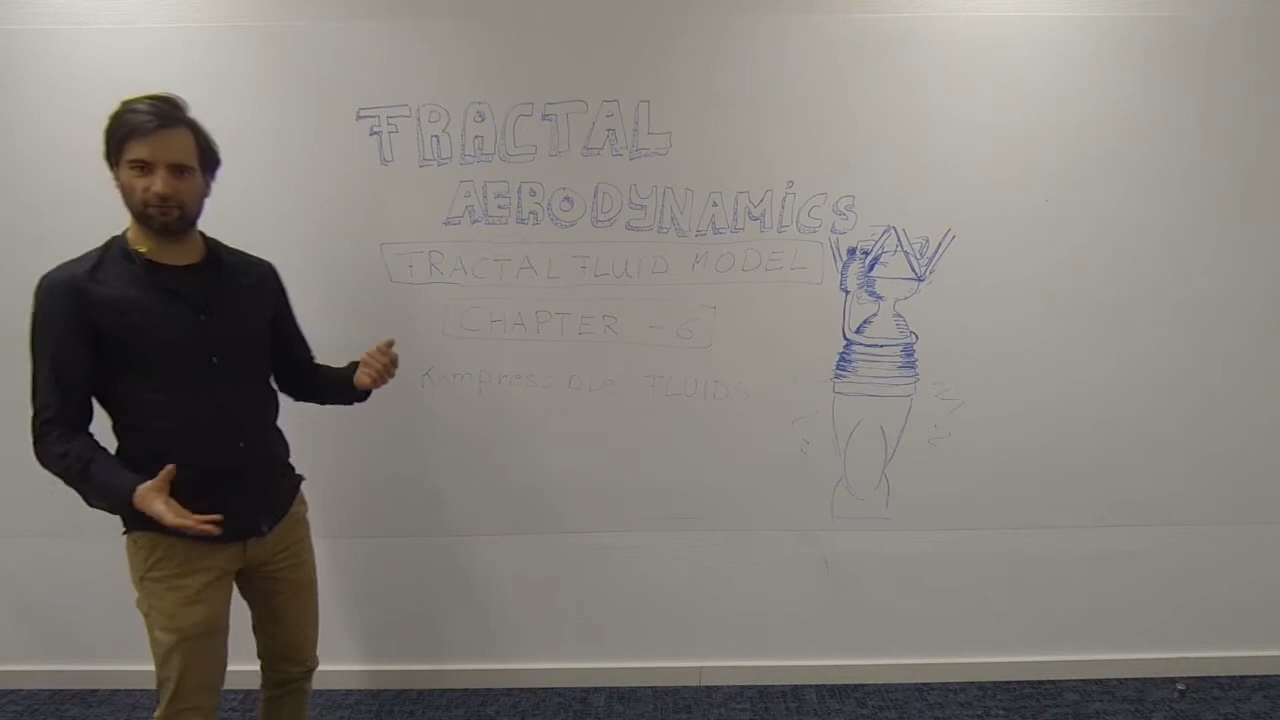 FRACTAL
AERODYNAMiCS
FRACTAL FLUID MODEL
CHAPTER - 6
Kompressible FLUIDS